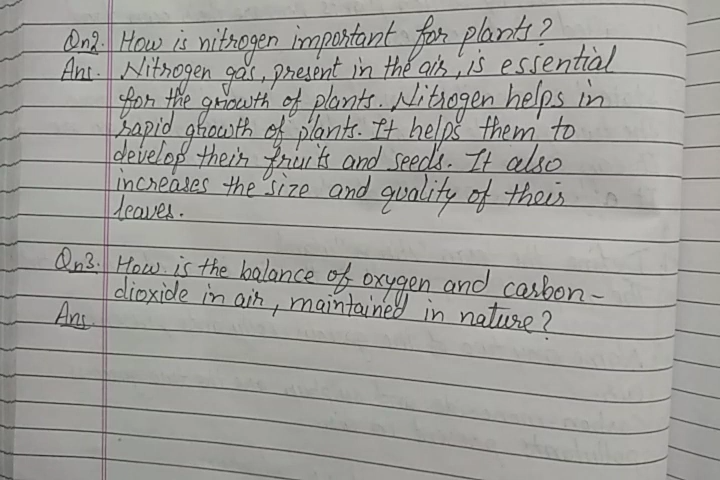 Qn2. How is nitrogen important for plants?
Ans. Nitrogen gas, present in the air, is essential
for the growth of plants. Nitrogen helps in
rapid growth of plants. It helps them to
develop their fruits and seeds. It also
increases the size and quality of their
leaves.
Qn3. How is the balance of oxygen and carbon-
dioxide in air, maintained in nature?
Ans.